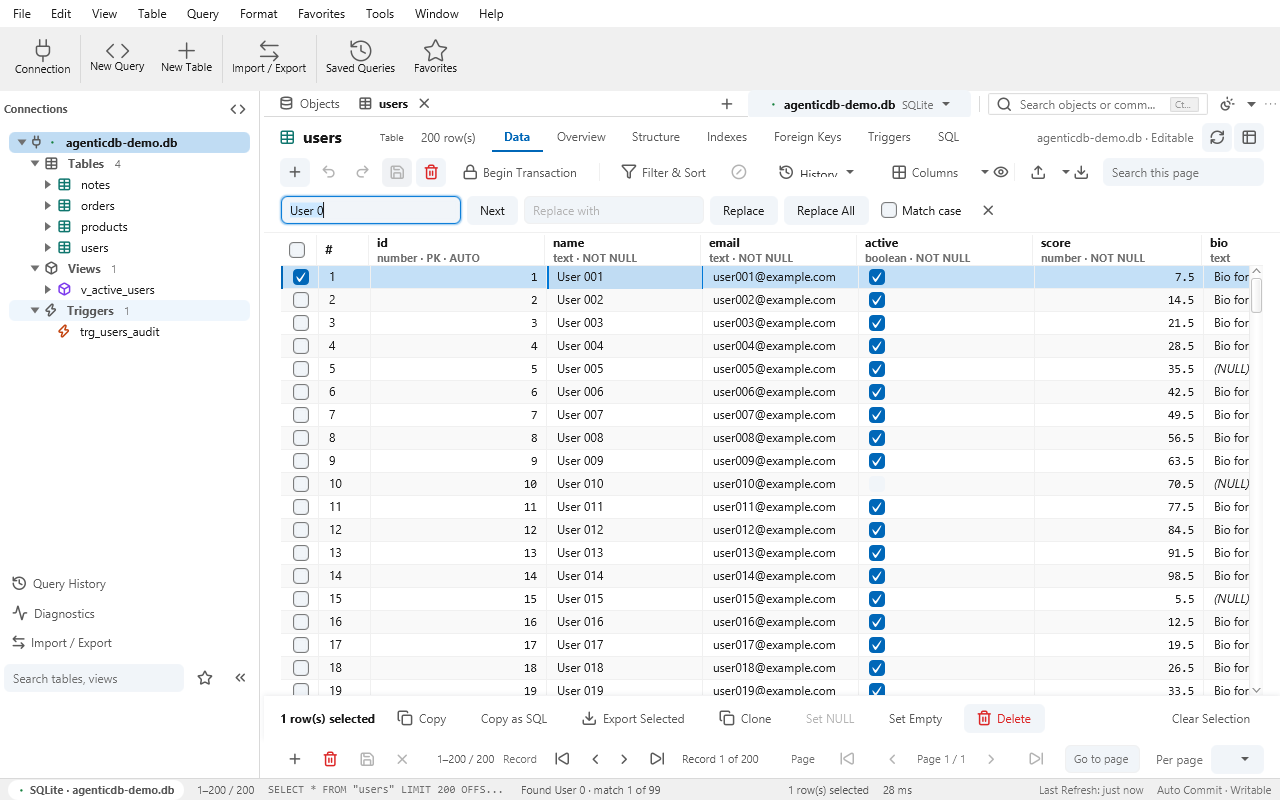 File Edit View Table Query Format Favorites Tools Window Help
Connection New Query New Table Import / Export Saved Queries Favorites
Connections
agenticdb-demo.db
Tables 4
notes
orders
products
users
Views 1
v_active_users
Triggers 1
trg_users_audit
Query History
Diagnostics
Import / Export
Search tables, views
Objects users agenticdb-demo.db SQLite Search objects or comm... Ct...
users Table 200 row(s) Data Overview Structure Indexes Foreign Keys Triggers SQL agenticdb-demo.db · Editable
Begin Transaction Filter & Sort History Columns Search this page
User 0 Next Replace with Replace Replace All Match case
# id name email active score bio
number · PK · AUTO text · NOT NULL text · NOT NULL boolean · NOT NULL number · NOT NULL text
1 1 User 001 user001@example.com 7.5 Bio for
2 2 User 002 user002@example.com 14.5 Bio for
3 3 User 003 user003@example.com 21.5 Bio for
4 4 User 004 user004@example.com 28.5 Bio for
5 5 User 005 user005@example.com 35.5 (NULL)
6 6 User 006 user006@example.com 42.5 Bio for
7 7 User 007 user007@example.com 49.5 Bio for
8 8 User 008 user008@example.com 56.5 Bio for
9 9 User 009 user009@example.com 63.5 Bio for
10 10 User 010 user010@example.com 70.5 (NULL)
11 11 User 011 user011@example.com 77.5 Bio for
12 12 User 012 user012@example.com 84.5 Bio for
13 13 User 013 user013@example.com 91.5 Bio for
14 14 User 014 user014@example.com 98.5 Bio for
15 15 User 015 user015@example.com 5.5 (NULL)
16 16 User 016 user016@example.com 12.5 Bio for
17 17 User 017 user017@example.com 19.5 Bio for
18 18 User 018 user018@example.com 26.5 Bio for
19 19 User 019 user019@example.com 33.5 Bio for
1 row(s) selected Copy Copy as SQL Export Selected Clone Set NULL Set Empty Delete Clear Selection
1–200 / 200 Record Record 1 of 200 Page Page 1 / 1 Go to page Per page
SQLite · agenticdb-demo.db 1–200 / 200 SELECT * FROM "users" LIMIT 200 OFFS... Found User 0 · match 1 of 99 1 row(s) selected 28 ms Last Refresh: just now Auto Commit · Writable